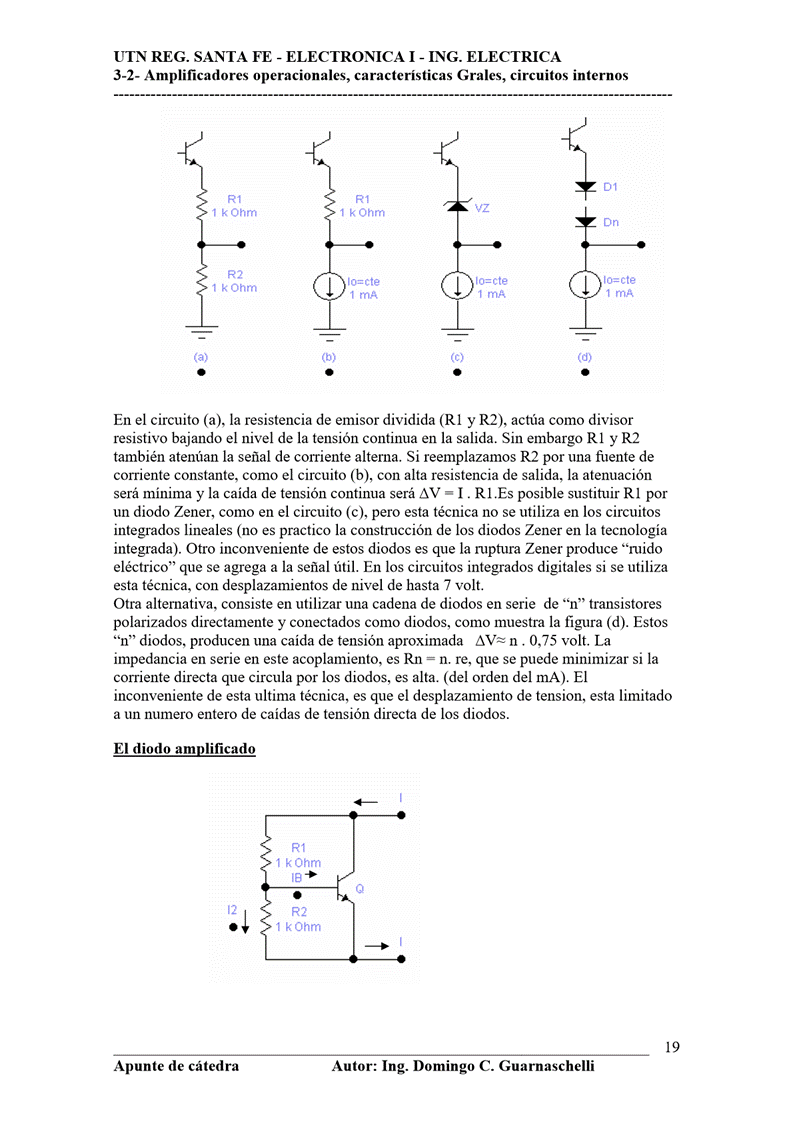 UTN REG. SANTA FE - ELECTRONICA I - ING. ELECTRICA
3-2- Amplificadores operacionales, características Grales, circuitos internos
R1
1 k Ohm
R2
1 k Ohm
(a)
R1
1 k Ohm
Io=cte
1 mA
(b)
VZ
Io=cte
1 mA
(c)
D1
Dn
Io=cte
1 mA
(d)
En el circuito (a), la resistencia de emisor dividida (R1 y R2), actúa como divisor
resistivo bajando el nivel de la tensión continua en la salida. Sin embargo R1 y R2
también atenúan la señal de corriente alterna. Si reemplazamos R2 por una fuente de
corriente constante, como el circuito (b), con alta resistencia de salida, la atenuación
será mínima y la caída de tensión continua será ΔV = I . R1.Es posible sustituir R1 por
un diodo Zener, como en el circuito (c), pero esta técnica no se utiliza en los circuitos
integrados lineales (no es practico la construcción de los diodos Zener en la tecnología
integrada). Otro inconveniente de estos diodos es que la ruptura Zener produce “ruido
eléctrico” que se agrega a la señal útil. En los circuitos integrados digitales si se utiliza
esta técnica, con desplazamientos de nivel de hasta 7 volt.
Otra alternativa, consiste en utilizar una cadena de diodos en serie de “n” transistores
polarizados directamente y conectados como diodos, como muestra la figura (d). Estos
“n” diodos, producen una caída de tensión aproximada ΔV≈ n . 0,75 volt. La
impedancia en serie en este acoplamiento, es Rn = n. re, que se puede minimizar si la
corriente directa que circula por los diodos, es alta. (del orden del mA). El
inconveniente de esta ultima técnica, es que el desplazamiento de tension, esta limitado
a un numero entero de caídas de tensión directa de los diodos.
El diodo amplificado
I
R1
1 k Ohm
IB
Q
I2
R2
1 k Ohm
I
19
Apunte de cátedra Autor: Ing. Domingo C. Guarnaschelli